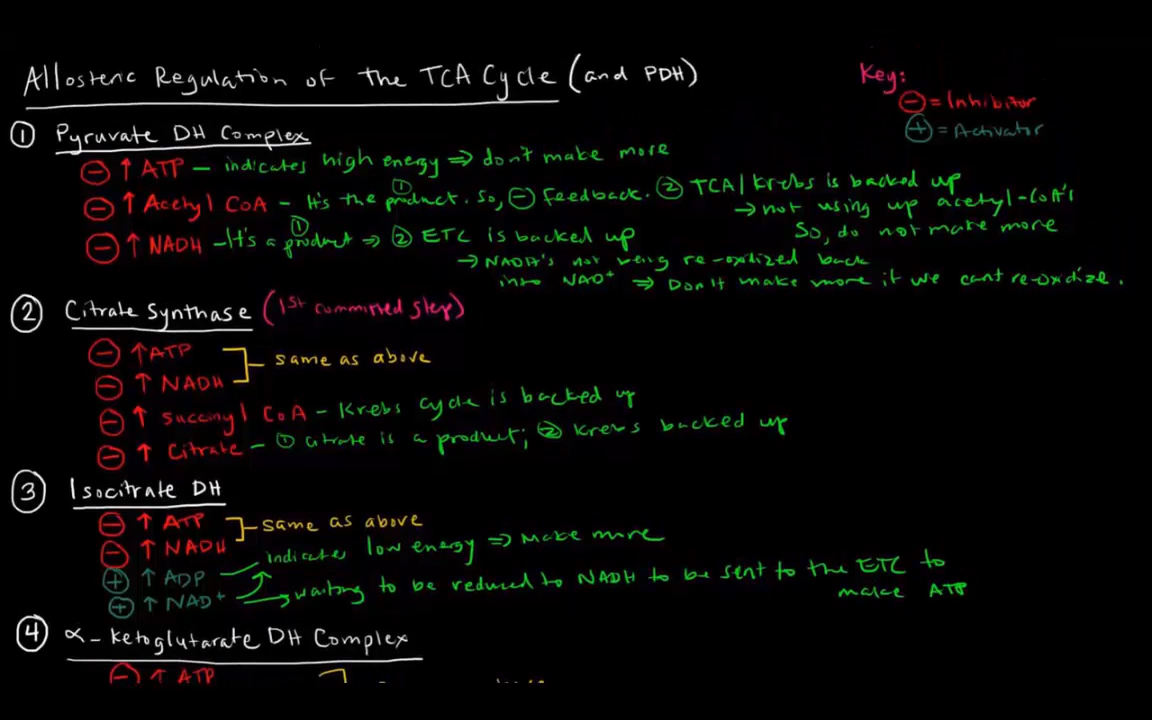 Allosteric Regulation of the TCA Cycle (and PDH)
Key:
⊖ = Inhibitor
⊕ = Activator
① Pyruvate DH Complex
⊖ ↑ ATP – indicates high energy ⇒ don't make more
⊖ ↑ Acetyl CoA – It's the ① product. So, ⊖ feedback. ② TCA/Krebs is backed up
→ not using up acetyl-CoA's
So, do not make more
⊖ ↑ NADH – It's a ① product ⇒ ② ETC is backed up
→ NADH's not being re-oxidized back
into NAD⁺ ⇒ Don't make more if we cant re-oxidize.
② Citrate Synthase (1st committed step)
⊖ ↑ ATP
⊖ ↑ NADH
same as above
⊖ ↑ Succinyl CoA – Krebs cycle is backed up
⊖ ↑ Citrate – ① citrate is a product; ② Krebs backed up
③ Isocitrate DH
⊖ ↑ ATP
⊖ ↑ NADH
same as above
⊕ ↑ ADP – indicates low energy ⇒ make more
⊕ ↑ NAD⁺ → waiting to be reduced to NADH to be sent to the ETC to
make ATP
④ α-ketoglutarate DH Complex
⊖ ↑ ATP